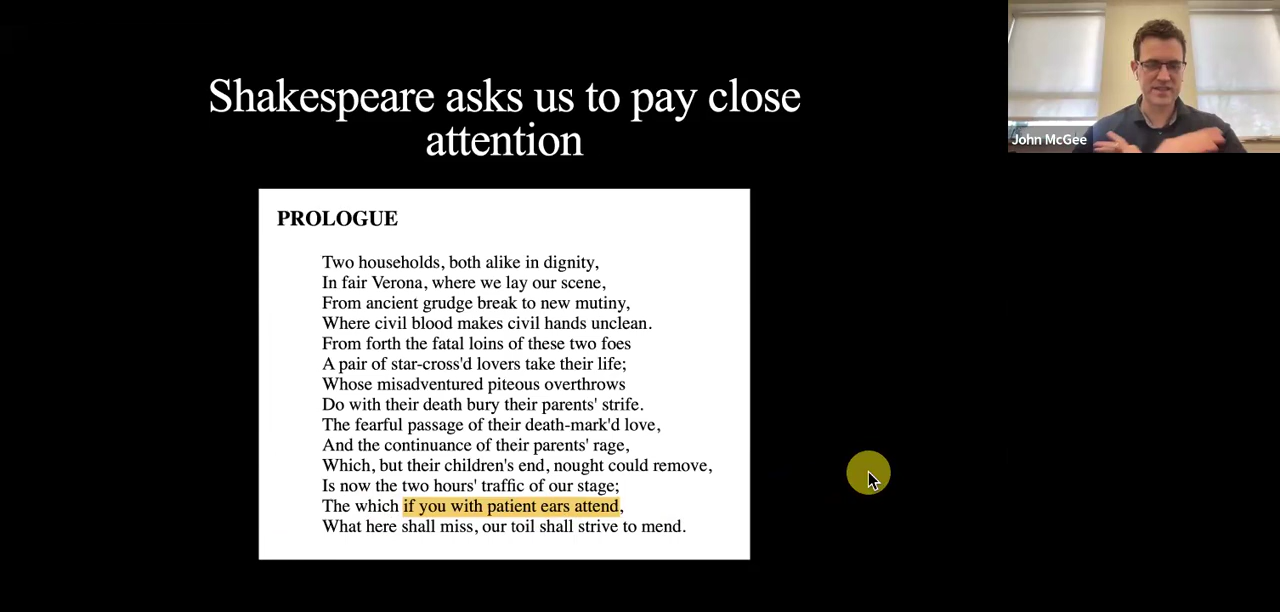 Shakespeare asks us to pay close
attention
John McGee
PROLOGUE
Two households, both alike in dignity,
In fair Verona, where we lay our scene,
From ancient grudge break to new mutiny,
Where civil blood makes civil hands unclean.
From forth the fatal loins of these two foes
A pair of star-cross'd lovers take their life;
Whose misadventured piteous overthrows
Do with their death bury their parents' strife.
The fearful passage of their death-mark'd love,
And the continuance of their parents' rage,
Which, but their children's end, nought could remove,
Is now the two hours' traffic of our stage;
The which if you with patient ears attend,
What here shall miss, our toil shall strive to mend.